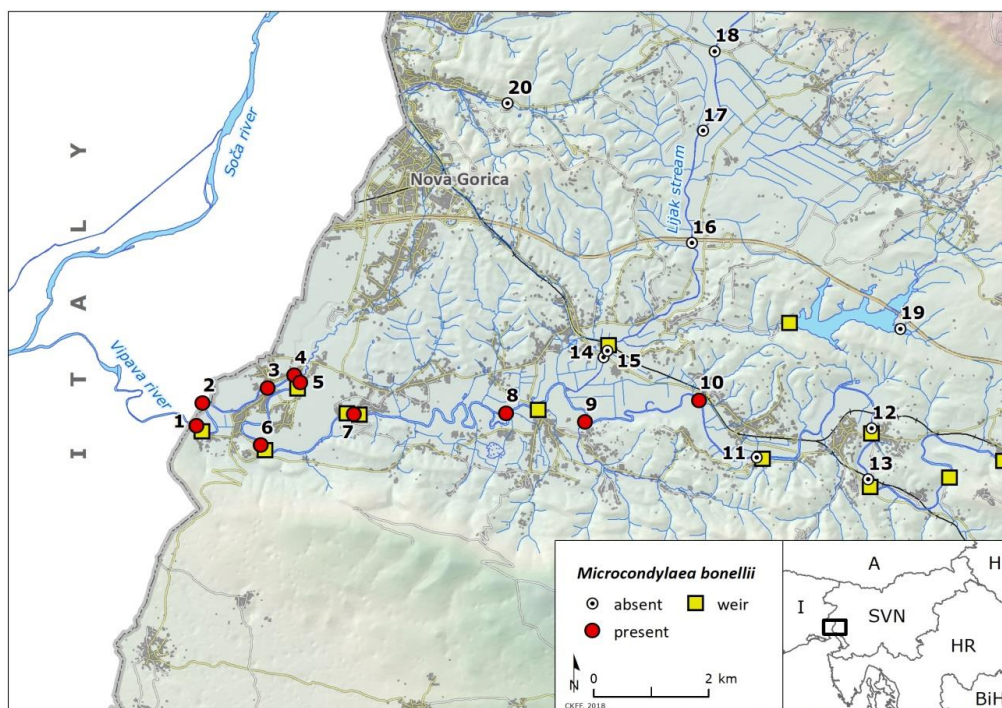 18
20
17
Soča river
Nova Gorica
Lijak stream
16
ITALY
19
Vipava river
14
15
4
3
5
2
10
8
9
1
6
7
12
11
13
Microcondylaea bonellii
absent
weir
present
N
0
2 km
CKFF, 2018
A
H
I
SVN
HR
BiH